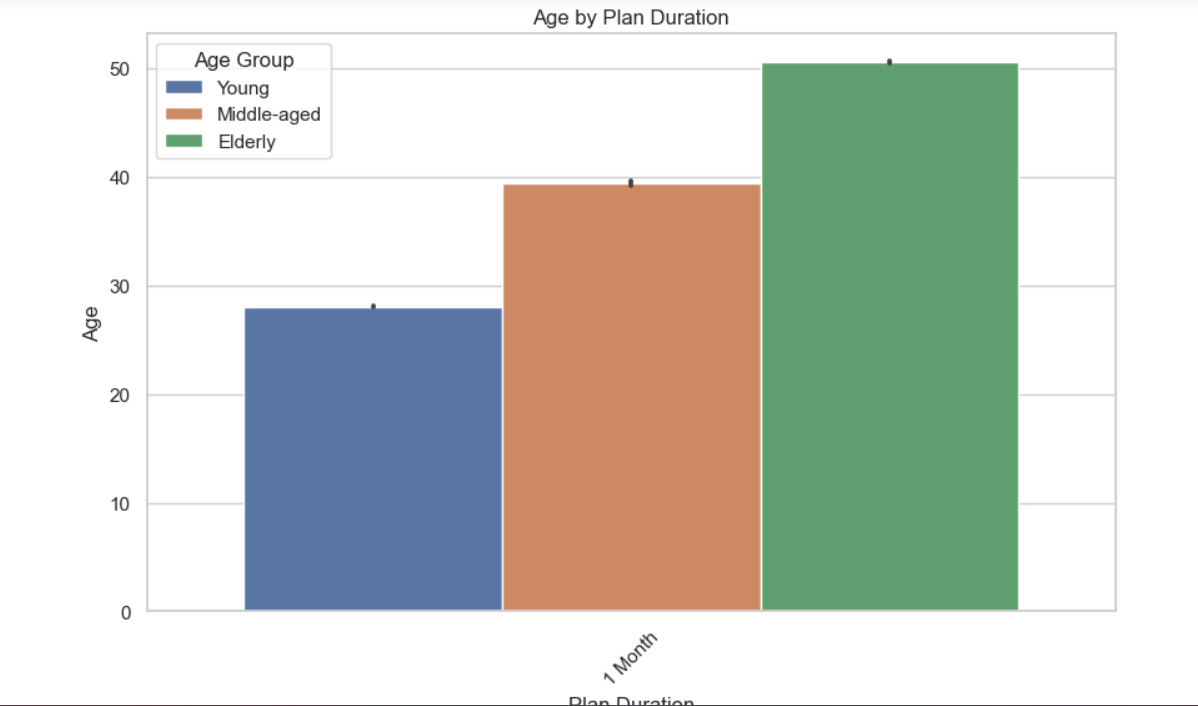 Age by Plan Duration
Age Group
Young
Middle-aged
Elderly
50
40
30
20
10
0
Age
1 Month
Plan Duration